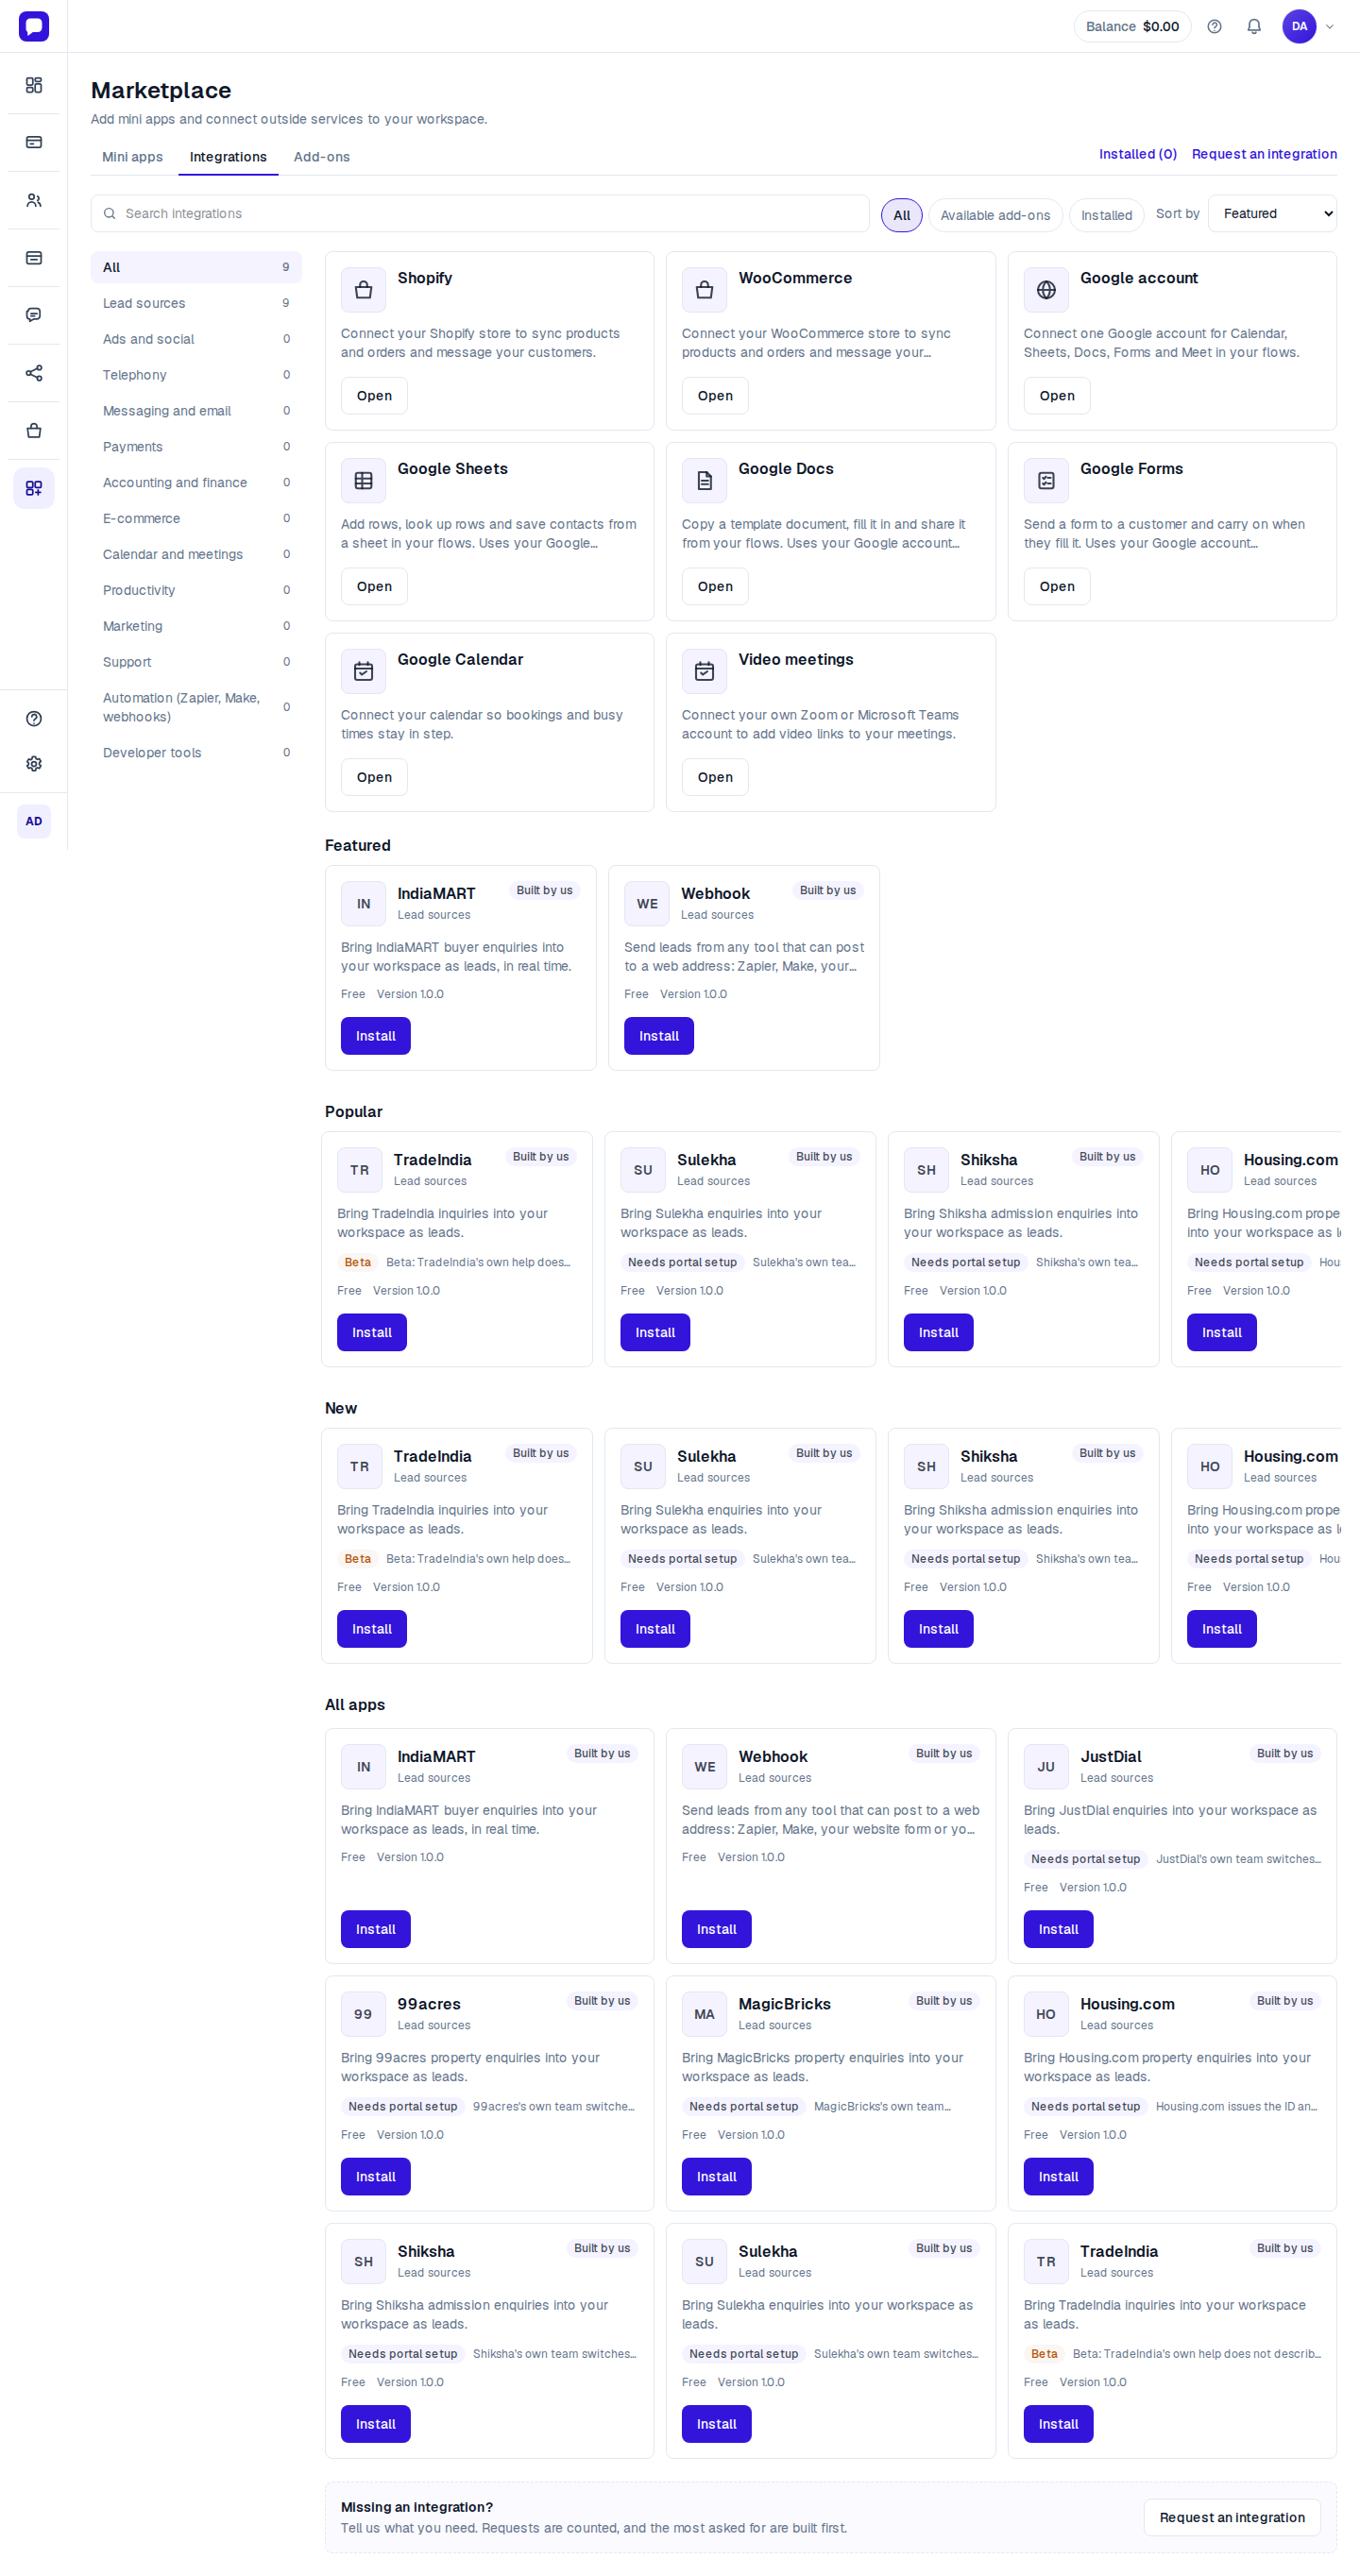 Balance $0.00
DA
Marketplace
Add mini apps and connect outside services to your workspace.
Mini apps Integrations Add-ons
Installed (0) Request an integration
Search integrations
All Available add-ons Installed Sort by Featured
All 9
Lead sources 9
Ads and social 0
Telephony 0
Messaging and email 0
Payments 0
Accounting and finance 0
E-commerce 0
Calendar and meetings 0
Productivity 0
Marketing 0
Support 0
Automation (Zapier, Make,
webhooks) 0
Developer tools 0
AD
Shopify
Connect your Shopify store to sync products
and orders and message your customers.
Open
WooCommerce
Connect your WooCommerce store to sync
products and orders and message your…
Open
Google account
Connect one Google account for Calendar,
Sheets, Docs, Forms and Meet in your flows.
Open
Google Sheets
Add rows, look up rows and save contacts from
a sheet in your flows. Uses your Google…
Open
Google Docs
Copy a template document, fill it in and share it
from your flows. Uses your Google account…
Open
Google Forms
Send a form to a customer and carry on when
they fill it. Uses your Google account…
Open
Google Calendar
Connect your calendar so bookings and busy
times stay in step.
Open
Video meetings
Connect your own Zoom or Microsoft Teams
account to add video links to your meetings.
Open
Featured
IN
IndiaMART
Built by us
Lead sources
Bring IndiaMART buyer enquiries into
your workspace as leads, in real time.
Free Version 1.0.0
Install
WE
Webhook
Built by us
Lead sources
Send leads from any tool that can post
to a web address: Zapier, Make, your…
Free Version 1.0.0
Install
Popular
TR
TradeIndia
Built by us
Lead sources
Bring TradeIndia inquiries into your
workspace as leads.
Beta Beta: TradeIndia's own help does…
Free Version 1.0.0
Install
SU
Sulekha
Built by us
Lead sources
Bring Sulekha enquiries into your
workspace as leads.
Needs portal setup Sulekha's own tea…
Free Version 1.0.0
Install
SH
Shiksha
Built by us
Lead sources
Bring Shiksha admission enquiries into
your workspace as leads.
Needs portal setup Shiksha's own tea…
Free Version 1.0.0
Install
HO
Housing.com
Lead sources
Bring Housing.com prope
into your workspace as
Needs portal setup
Free Version 1.0.0
Install
New
TR
TradeIndia
Built by us
Lead sources
Bring TradeIndia inquiries into your
workspace as leads.
Beta Beta: TradeIndia's own help does…
Free Version 1.0.0
Install
SU
Sulekha
Built by us
Lead sources
Bring Sulekha enquiries into your
workspace as leads.
Needs portal setup Sulekha's own tea…
Free Version 1.0.0
Install
SH
Shiksha
Built by us
Lead sources
Bring Shiksha admission enquiries into
your workspace as leads.
Needs portal setup Shiksha's own tea…
Free Version 1.0.0
Install
HO
Housing.com
Lead sources
Bring Housing.com prope
into your workspace as
Needs portal setup
Free Version 1.0.0
Install
All apps
IN
IndiaMART
Built by us
Lead sources
Bring IndiaMART buyer enquiries into your
workspace as leads, in real time.
Free Version 1.0.0
Install
WE
Webhook
Built by us
Lead sources
Send leads from any tool that can post to a web
address: Zapier, Make, your website form or yo…
Free Version 1.0.0
Install
JU
JustDial
Built by us
Lead sources
Bring JustDial enquiries into your workspace as
leads.
Needs portal setup JustDial's own team switches…
Free Version 1.0.0
Install
99
99acres
Built by us
Lead sources
Bring 99acres property enquiries into your
workspace as leads.
Needs portal setup 99acres's own team switche…
Free Version 1.0.0
Install
MA
MagicBricks
Built by us
Lead sources
Bring MagicBricks property enquiries into your
workspace as leads.
Needs portal setup MagicBricks's own team…
Free Version 1.0.0
Install
HO
Housing.com
Built by us
Lead sources
Bring Housing.com property enquiries into your
workspace as leads.
Needs portal setup Housing.com issues the ID an…
Free Version 1.0.0
Install
SH
Shiksha
Built by us
Lead sources
Bring Shiksha admission enquiries into your
workspace as leads.
Needs portal setup Shiksha's own team switches…
Free Version 1.0.0
Install
SU
Sulekha
Built by us
Lead sources
Bring Sulekha enquiries into your workspace as
leads.
Needs portal setup Sulekha's own team switches…
Free Version 1.0.0
Install
TR
TradeIndia
Built by us
Lead sources
Bring TradeIndia inquiries into your workspace
as leads.
Beta Beta: TradeIndia's own help does not describ…
Free Version 1.0.0
Install
Missing an integration?
Tell us what you need. Requests are counted, and the most asked for are built first.
Request an integration